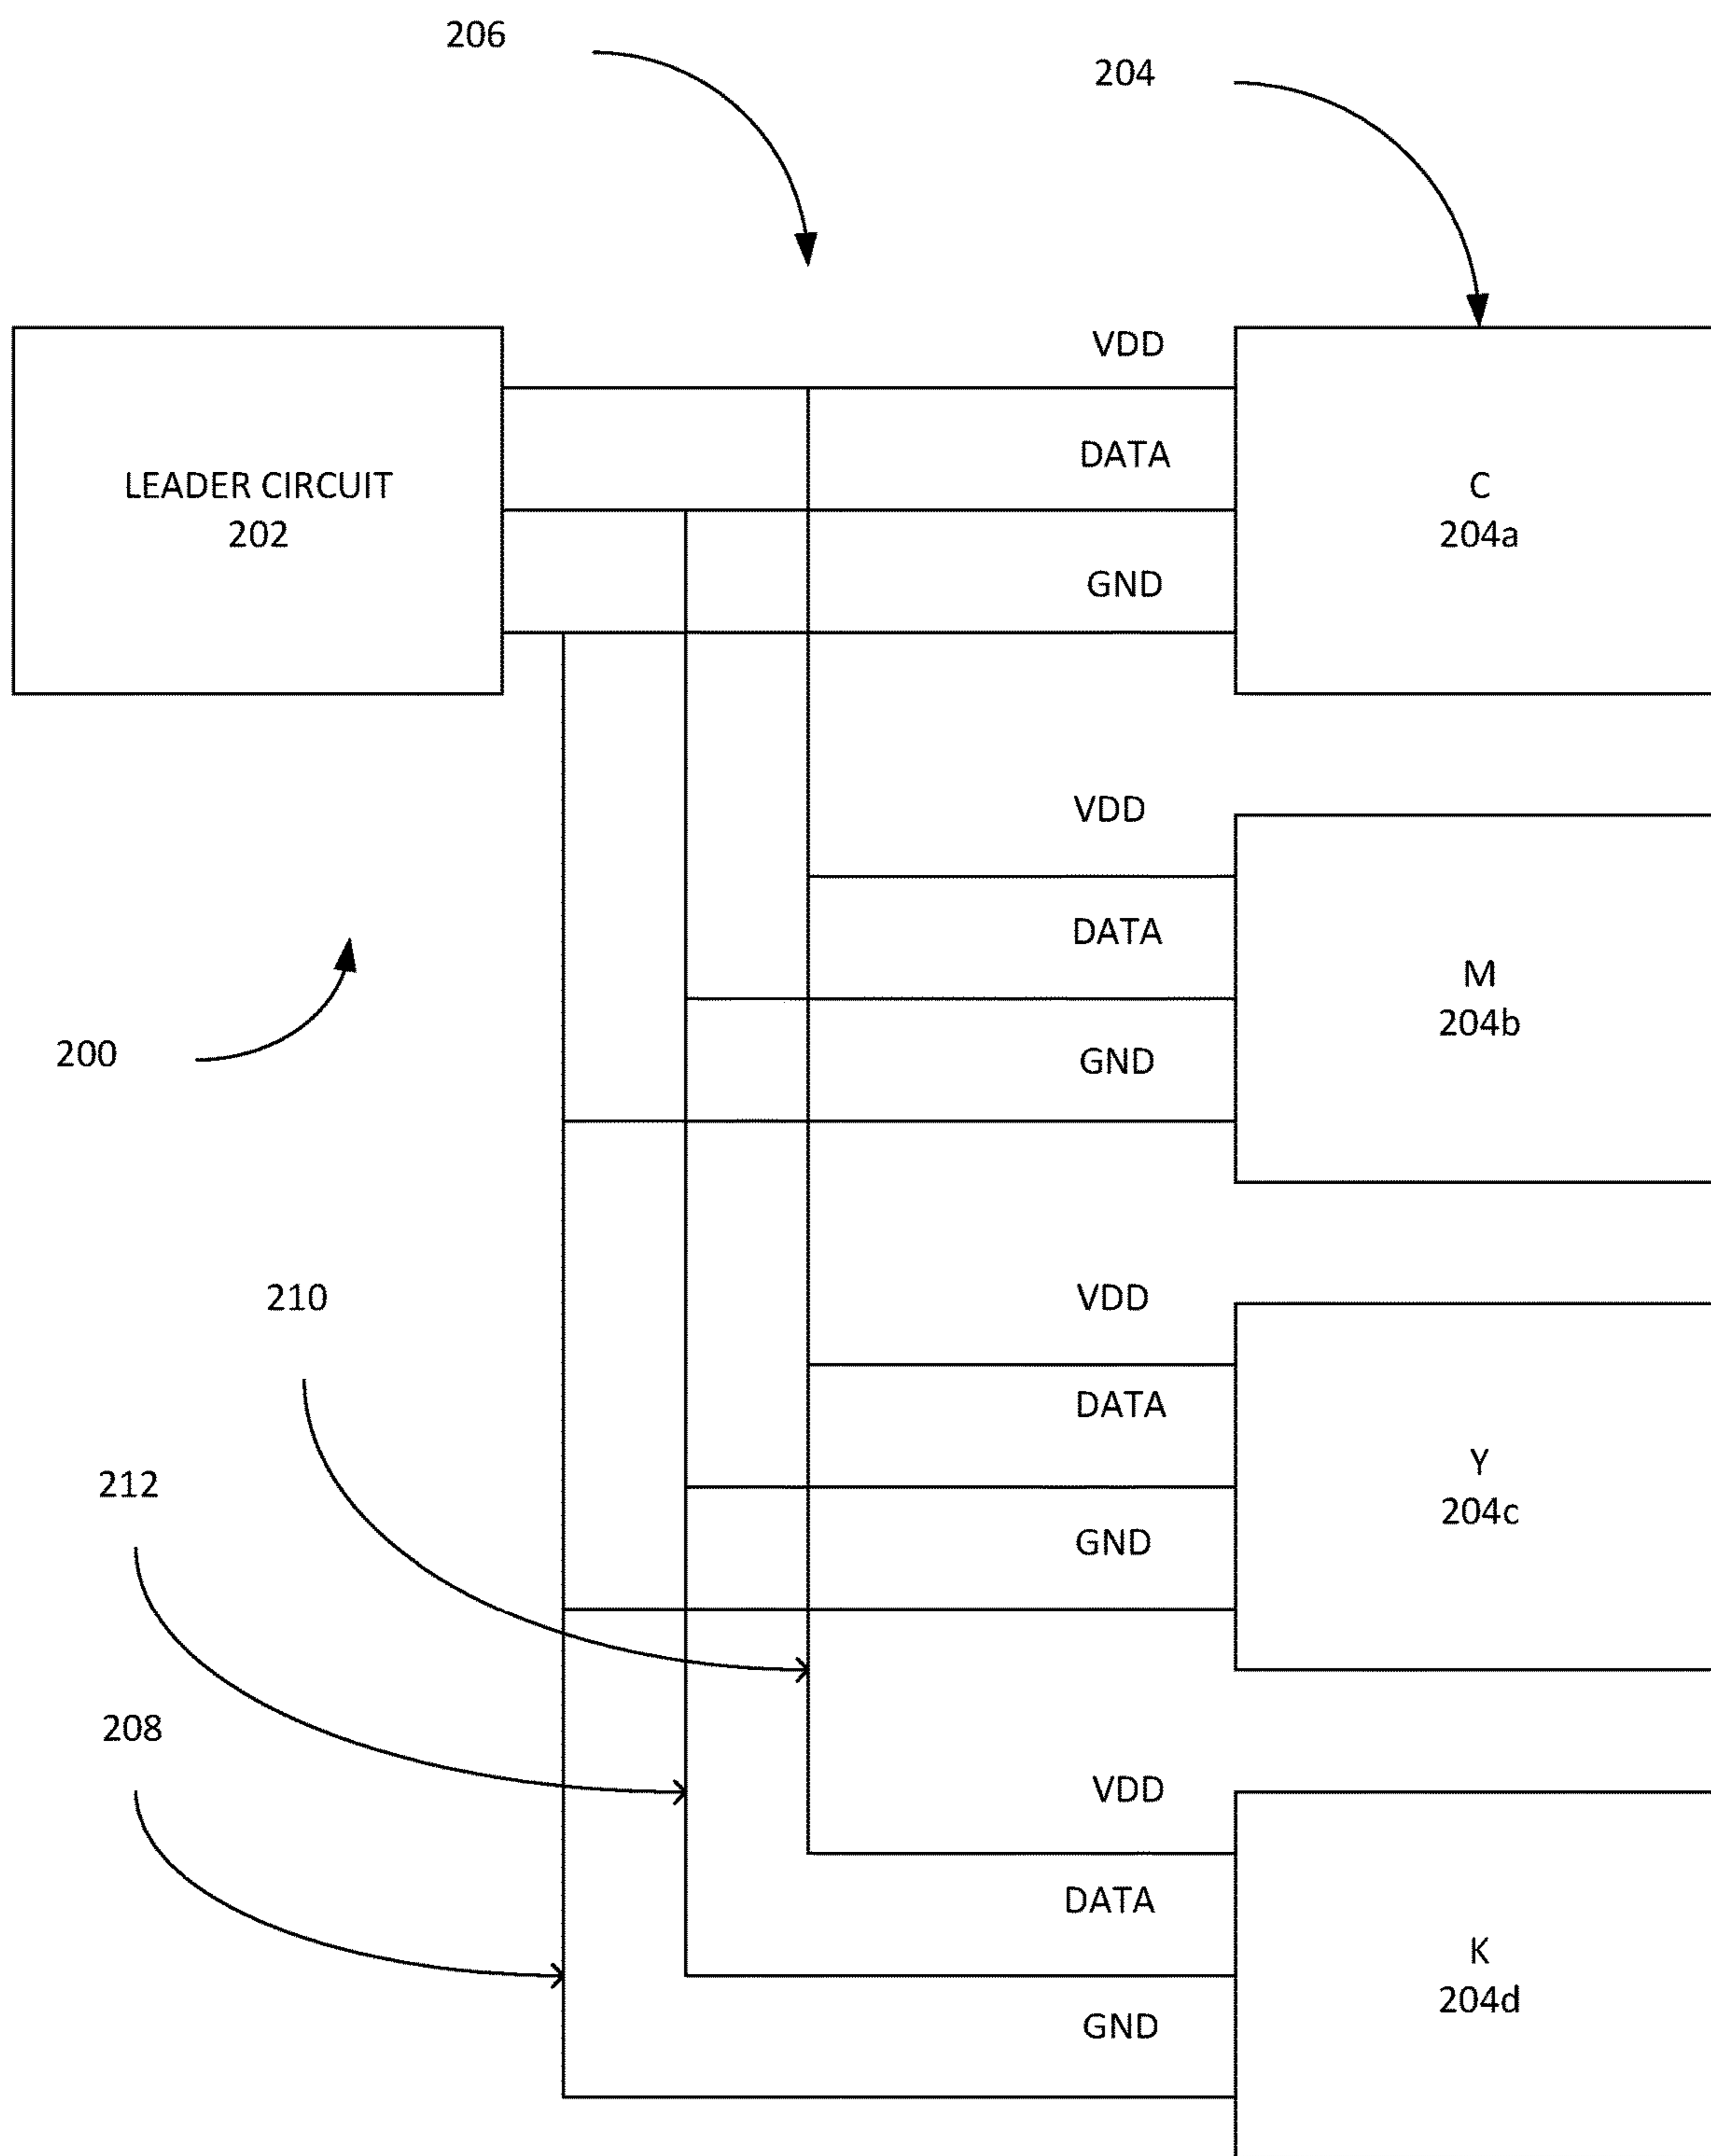 206
204
VDD
DATA
LEADER CIRCUIT
202
C
204a
GND
VDD
DATA
M
204b
200
GND
210
VDD
DATA
212
Y
204c
GND
208
VDD
DATA
K
204d
GND